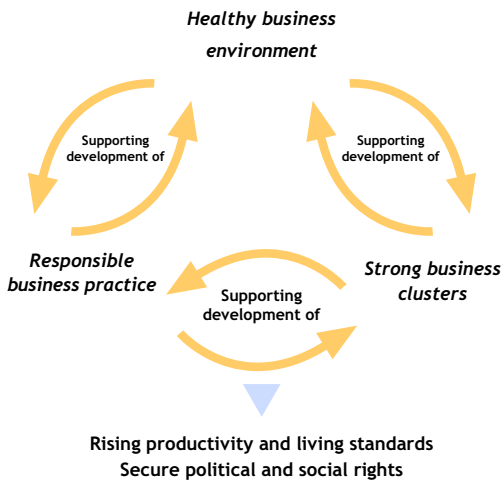 Healthy business
environment
Supporting
development of
Supporting
development of
Responsible
business practice
Supporting
development of
Strong business
clusters
Rising productivity and living standards
Secure political and social rights